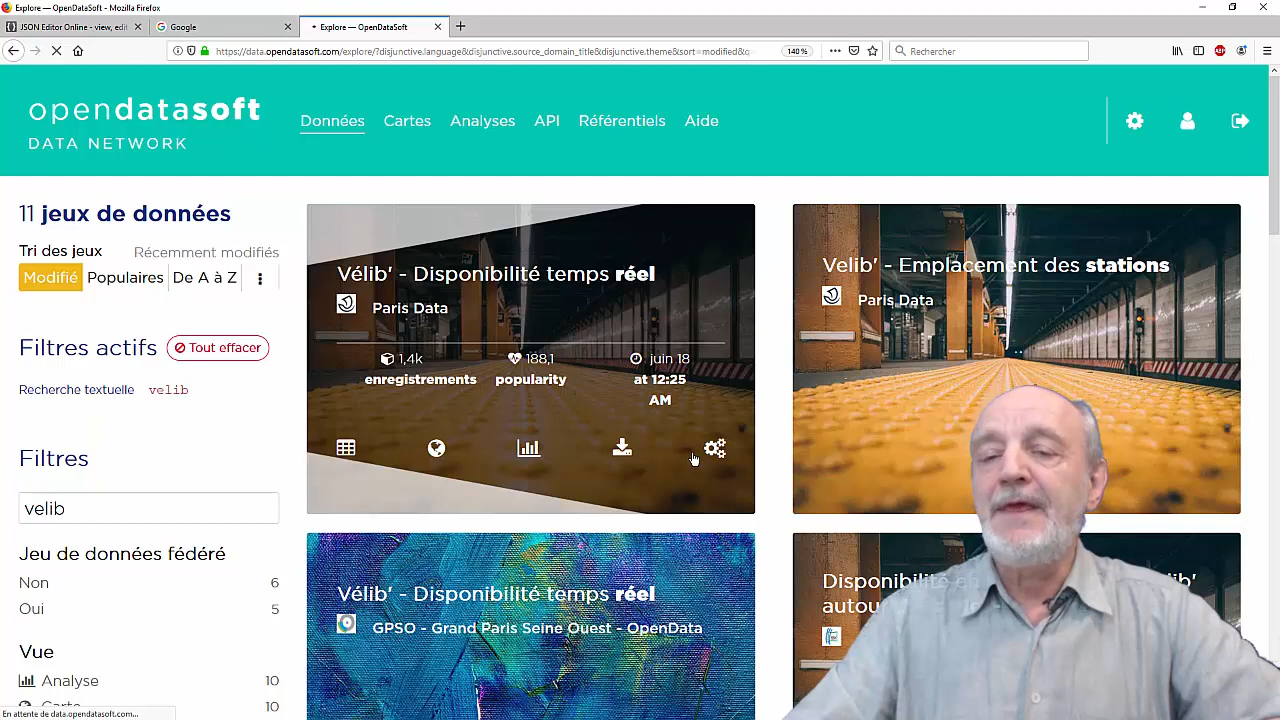 Explore — OpenDataSoft - Mozilla Firefox
JSON Editor Online - view, edit
Google
Explore — OpenDataSoft
https://data.opendatasoft.com/explore/?disjunctive.language&disjunctive.source_domain_title&disjunctive.theme&sort=modified&q=
140 %
Rechercher
opendatasoft
DATA NETWORK
Données
Cartes
Analyses
API
Référentiels
Aide
11 jeux de données
Tri des jeux
Récemment modifiés
Modifié
Populaires
De A à Z
Filtres actifs
Tout effacer
Recherche textuelle velib
Filtres
velib
Jeu de données fédéré
Non 6
Oui 5
Vue
Analyse 10
Carte 10
En attente de data.opendatasoft.com...
Vélib' - Disponibilité temps réel
Paris Data
1,4k
enregistrements
188,1
popularity
juin 18
at 12:25
AM
Velib' - Emplacement des stations
Paris Data
Vélib' - Disponibilité temps réel
GPSO - Grand Paris Seine Ouest - OpenData
Disponibilité
autou